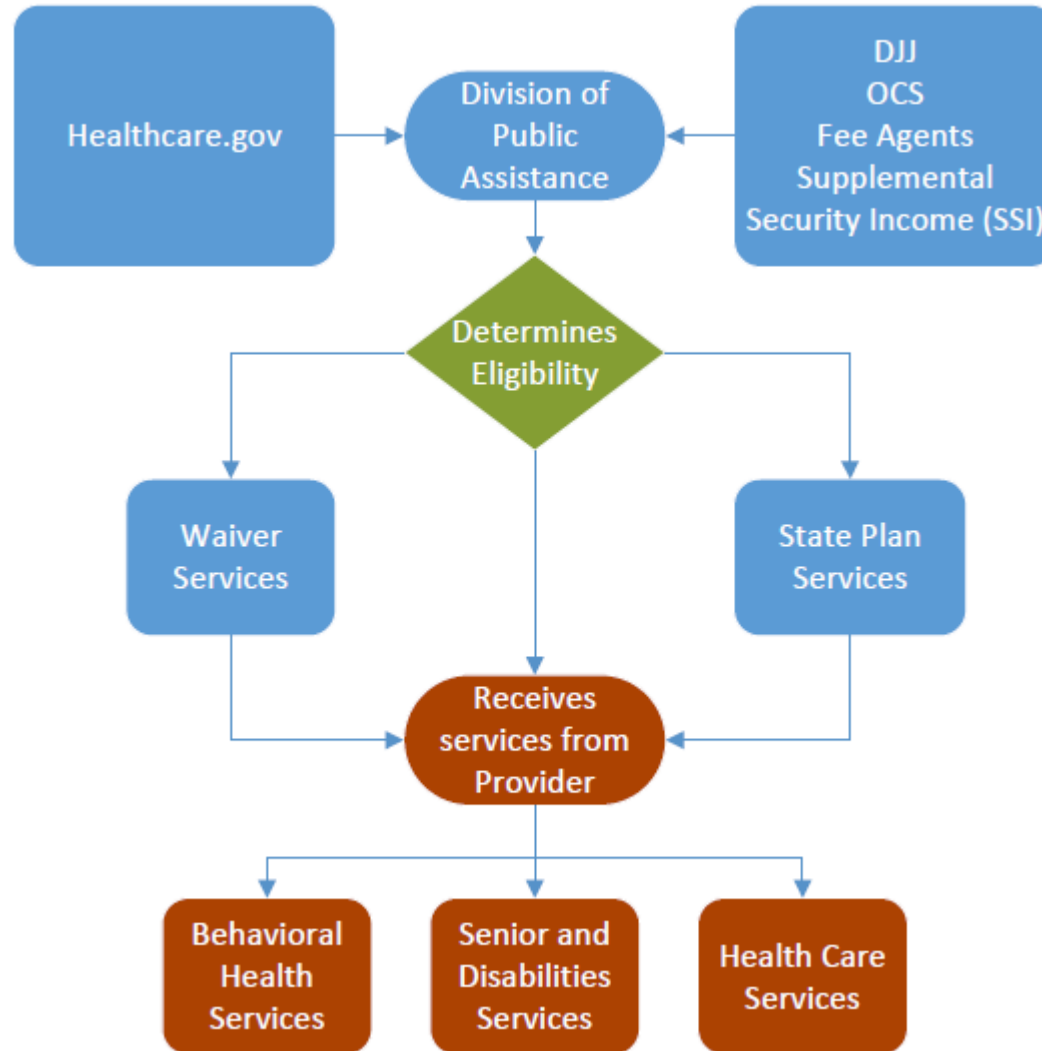 Healthcare.gov
Division of
Public
Assistance
DJJ
OCS
Fee Agents
Supplemental
Security Income (SSI)
Determines
Eligibility
Waiver
Services
State Plan
Services
Receives
services from
Provider
Behavioral
Health
Services
Senior and
Disabilities
Services
Health Care
Services